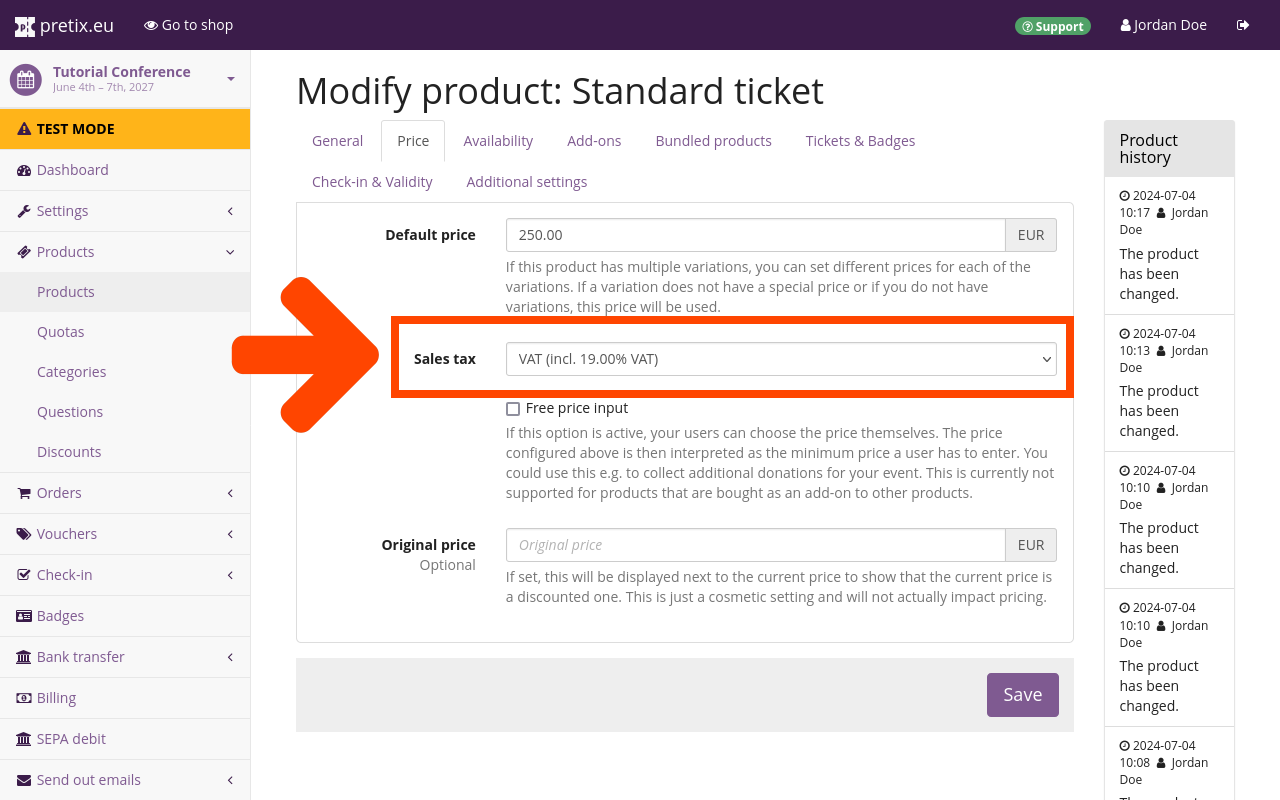 pretix.eu
Go to shop
Support
Jordan Doe
Tutorial Conference
June 4th – 7th, 2027
TEST MODE
Dashboard
Settings
Products
Products
Quotas
Categories
Questions
Discounts
Orders
Vouchers
Check-in
Badges
Bank transfer
Billing
SEPA debit
Send out emails
Modify product: Standard ticket
General
Price
Availability
Add-ons
Bundled products
Tickets & Badges
Check-in & Validity
Additional settings
Default price
250.00
EUR
If this product has multiple variations, you can set different prices for each of the
variations. If a variation does not have a special price or if you do not have
variations, this price will be used.
Sales tax
VAT (incl. 19.00% VAT)
Free price input
If this option is active, your users can choose the price themselves. The price
configured above is then interpreted as the minimum price a user has to enter. You
could use this e.g. to collect additional donations for your event. This is currently not
supported for products that are bought as an add-on to other products.
Original price
Optional
Original price
EUR
If set, this will be displayed next to the current price to show that the current price is
a discounted one. This is just a cosmetic setting and will not actually impact pricing.
Save
Product
history
2024-07-04
10:17 Jordan
Doe
The product
has been
changed.
2024-07-04
10:13 Jordan
Doe
The product
has been
changed.
2024-07-04
10:10 Jordan
Doe
The product
has been
changed.
2024-07-04
10:10 Jordan
Doe
The product
has been
changed.
2024-07-04
10:08 Jordan
Doe